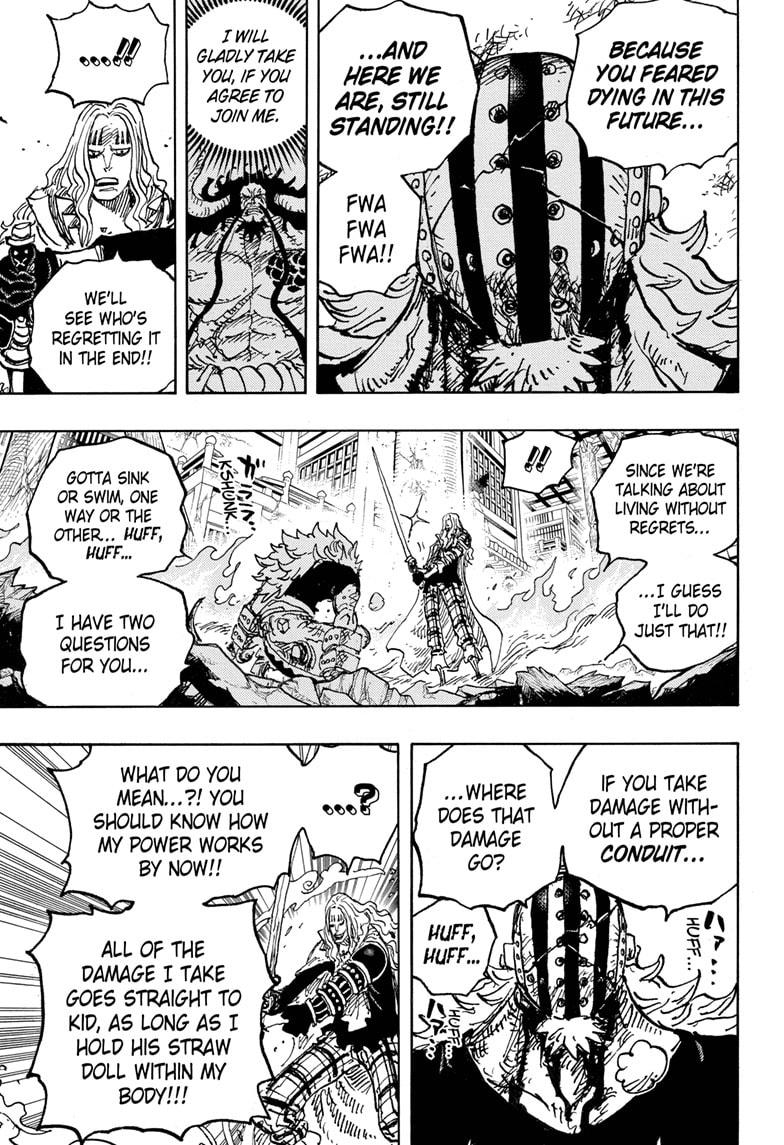 BECAUSE
YOU FEARED
DYING IN THIS
FUTURE...
...AND
HERE WE
ARE, STILL
STANDING!!
FWA
FWA
FWA!!
I WILL
GLADLY TAKE
YOU, IF YOU
AGREE TO
JOIN ME.
....!!
WE'LL
SEE WHO'S
REGRETTING IT
IN THE END!!
SINCE WE'RE
TALKING ABOUT
LIVING WITHOUT
REGRETS...
...I GUESS
I'LL DO
JUST THAT!!
!!
KSHUNK
GOTTA SINK
OR SWIM, ONE
WAY OR THE
OTHER... HUFF,
HUFF...
I HAVE TWO
QUESTIONS
FOR YOU...
IF YOU TAKE
DAMAGE WITH-
OUT A PROPER
CONDUIT...
...WHERE
DOES THAT
DAMAGE
GO?
HUFF...
HUFF,
HUFF...
HUFF...
....?
WHAT DO YOU
MEAN...?! YOU
SHOULD KNOW HOW
MY POWER WORKS
BY NOW!!
ALL OF THE
DAMAGE I TAKE
GOES STRAIGHT TO
KID, AS LONG AS I
HOLD HIS STRAW
DOLL WITHIN MY
BODY!!!